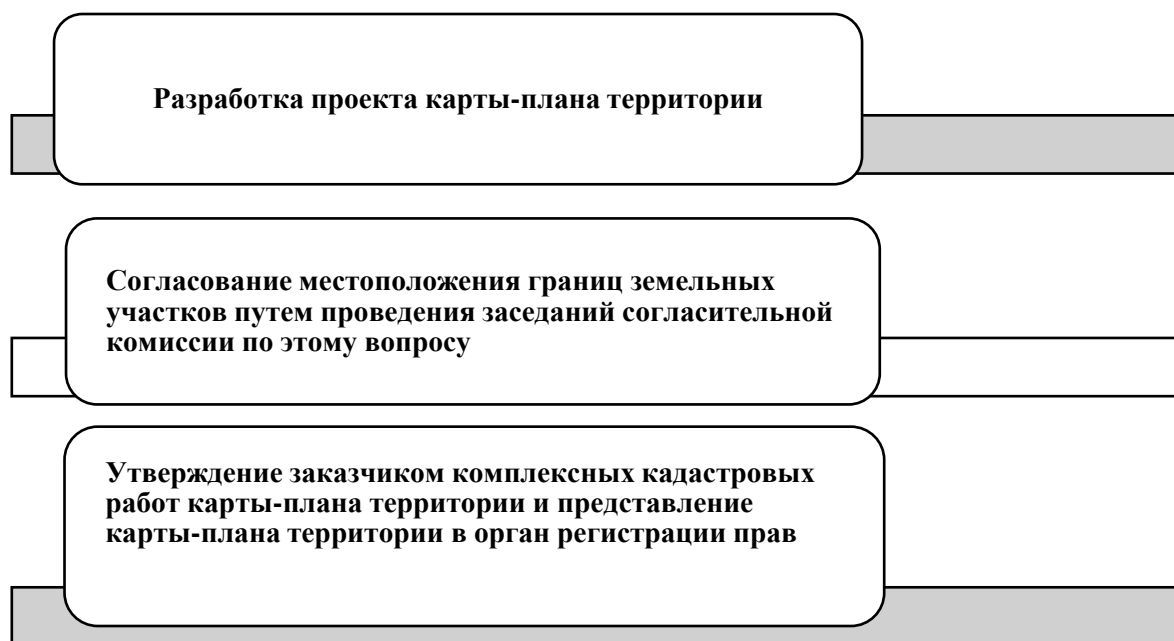 Разработка проекта карты-плана территории
Согласование местоположения границ земельных
участков путем проведения заседаний согласительной
комиссии по этому вопросу
Утверждение заказчиком комплексных кадастровых
работ карты-плана территории и представление
карты-плана территории в орган регистрации прав